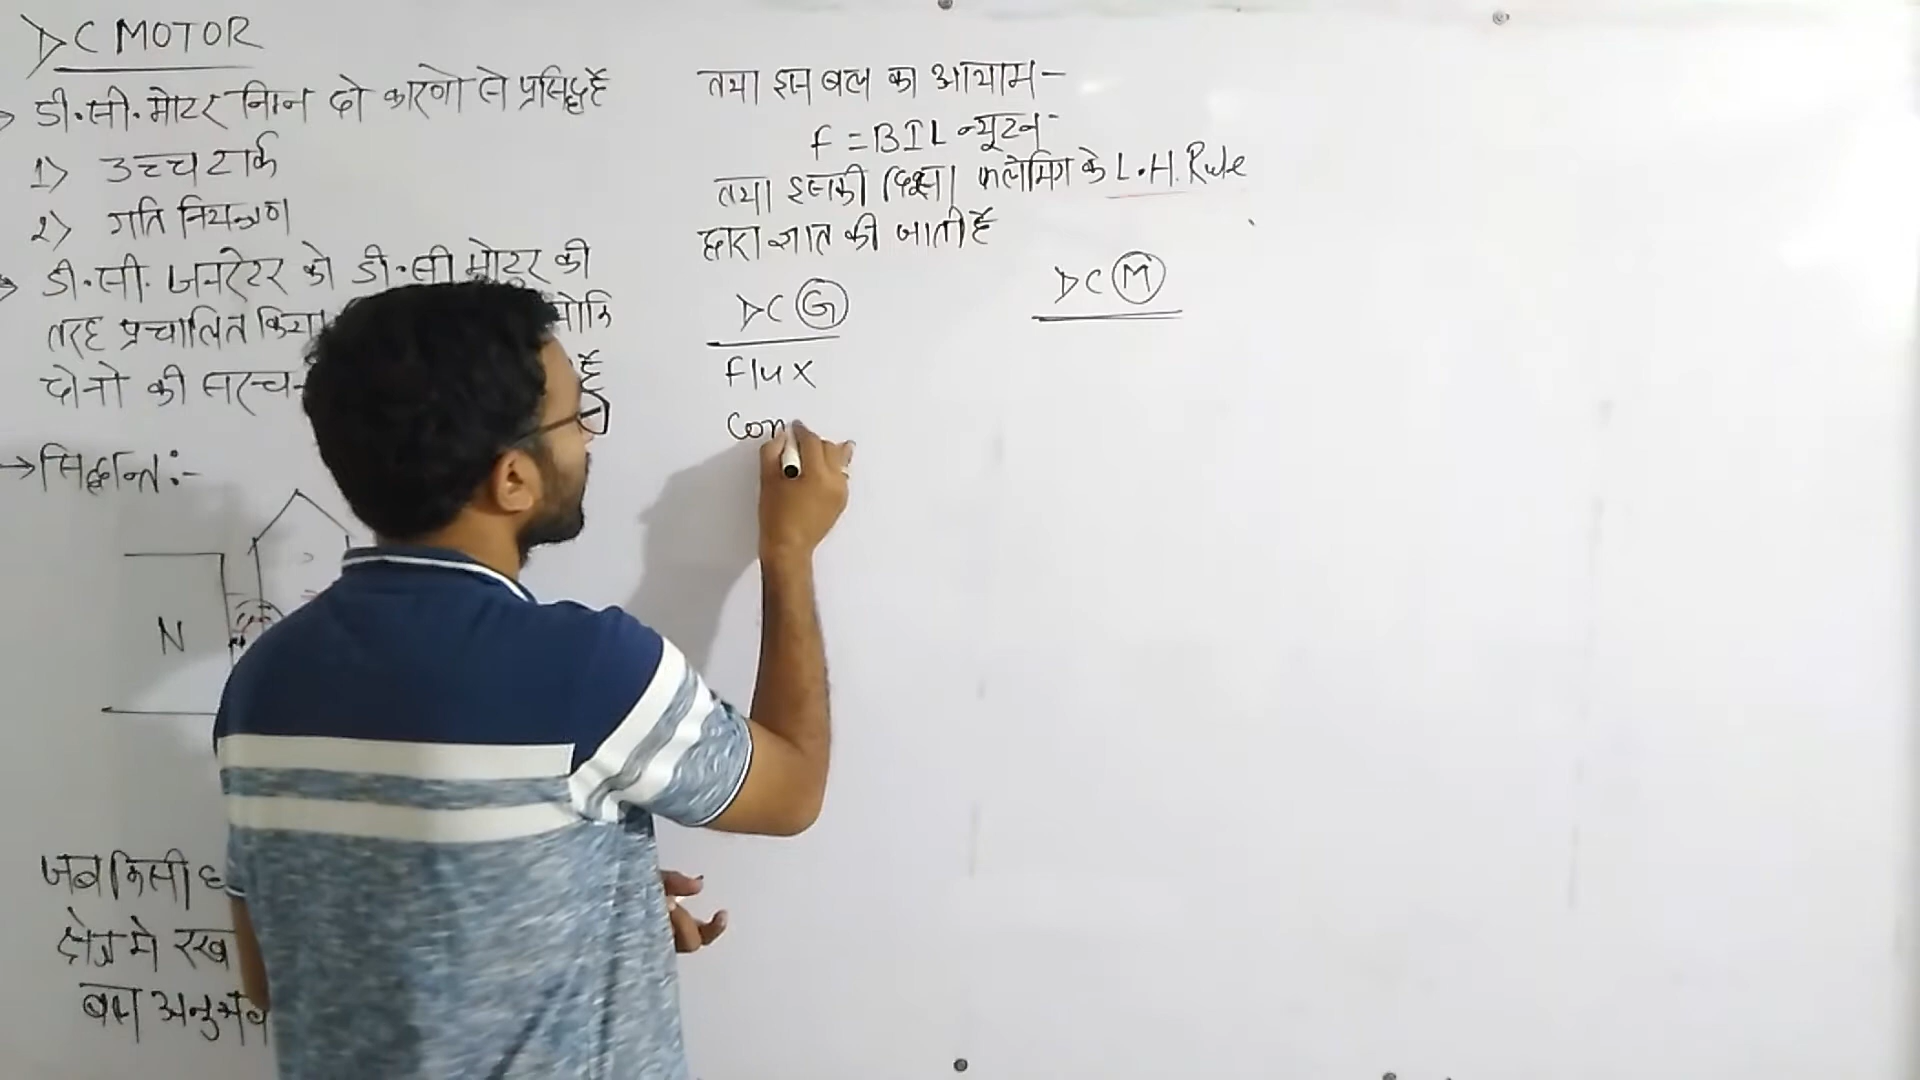 DC MOTOR
डी.सी. मोटर निम्न दो कारणो से प्रसिद्ध है
1> उच्च टार्क
2> गति नियन्त्रण
डी.सी. जनरेटर को डी.सी मोटर की
तरह प्रचालित किया
दोनो की सरंच
→ सिद्धान्त :-
N
जब किसी
क्षेत्र मे रख
बल अनुभव
तथा इस बल का आयाम -
F = BIL न्यूटन -
तथा इसकी दिशा फ्लेमिंग के L.H. Rule
द्वारा ज्ञात की जाती है
DC G
DC M
Flux
Con